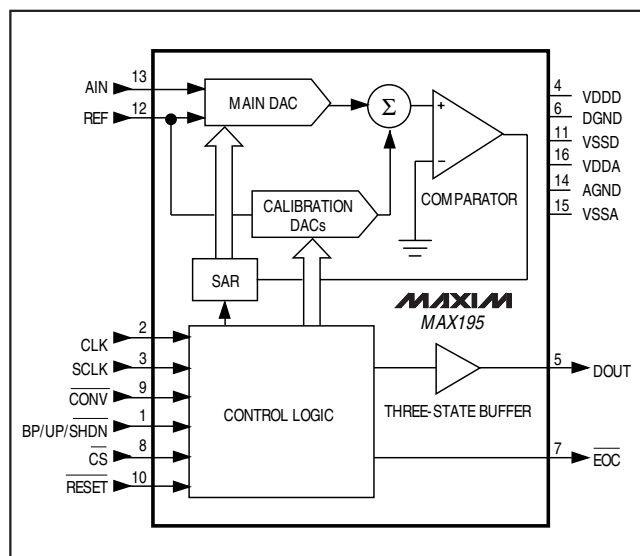 AIN 13
REF 12
MAIN DAC
Σ
+
−
COMPARATOR
CALIBRATION
DACs
SAR
4 VDDD
6 DGND
11 VSSD
16 VDDA
14 AGND
15 VSSA
MAXIM
MAX195
CLK 2
SCLK 3
CONV 9
BP/UP/SHDN 1
CS 8
RESET 10
CONTROL LOGIC
THREE-STATE BUFFER
5 DOUT
7 EOC